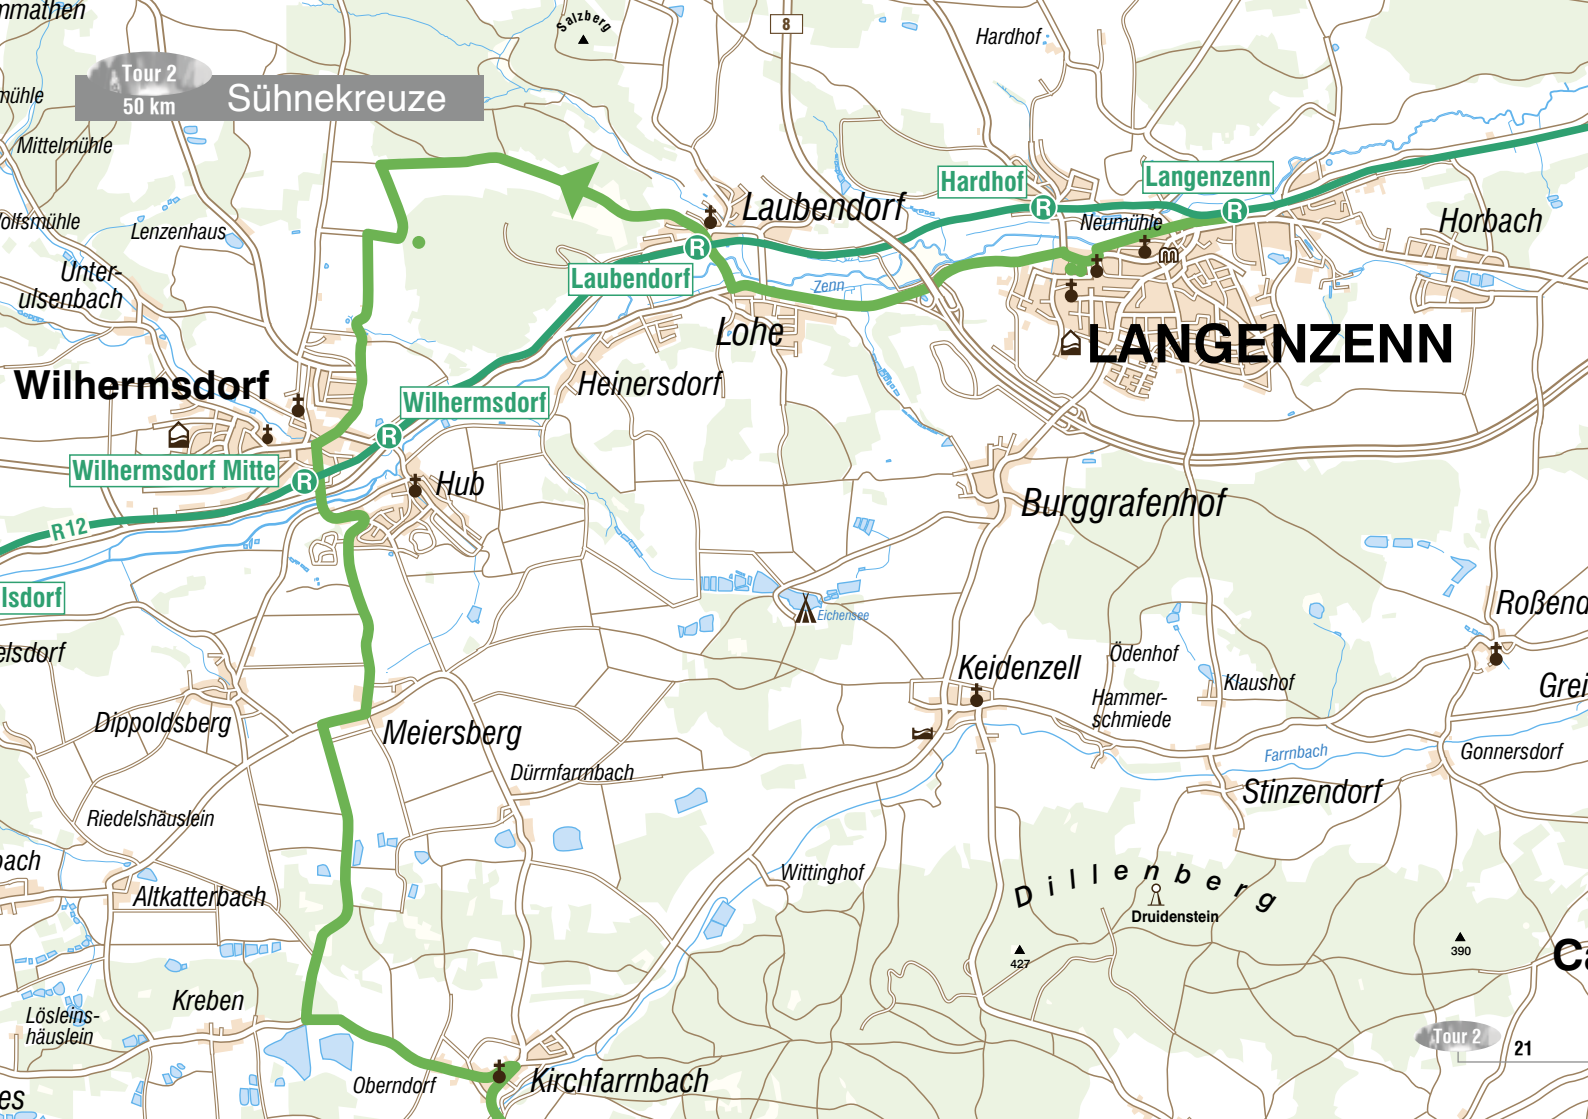 mmathen
Salzberg
8
Hardhof
Tour 2
50 km
Sühnekreuze
mühle
Mittelmühle
Hardhof
Langenzenn
R
R
Neumühle
Laubendorf
Horbach
olfsmühle
Lenzenhaus
R
Laubendorf
Unter-
ulsenbach
Zenn
Lohe
LANGENZENN
Wilhermsdorf
Heinersdorf
Wilhermsdorf
R
Wilhermsdorf Mitte
R
Hub
Burggrafenhof
R12
lsdorf
Eichensee
Roßend
elsdorf
Keidenzell
Ödenhof
Klaushof
Grei
Hammer-
schmiede
Dippoldsberg
Meiersberg
Farrnbach
Gonnersdorf
Dürrnfarrnbach
Stinzendorf
Riedelshäuslein
bach
Altkatterbach
Wittinghof
Dillenberg
Druidenstein
427
390
Ca
Kreben
Lösleins-
häuslein
Tour 2
21
Oberndorf
Kirchfarrnbach
es